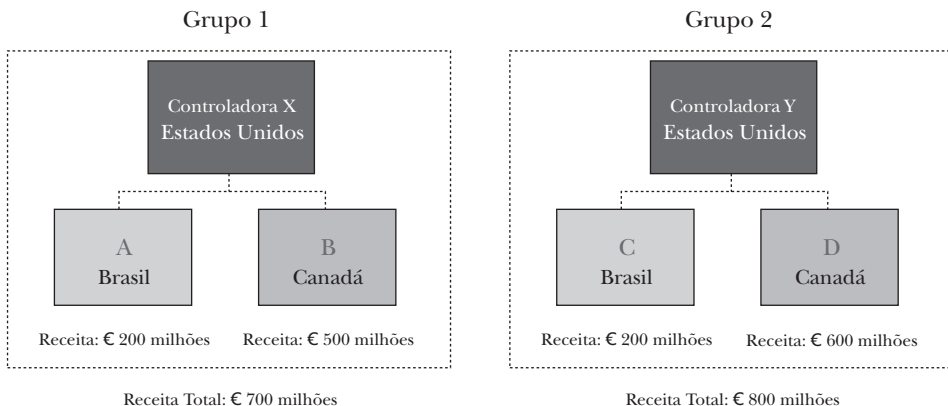 Grupo 1
Controladora X
Estados Unidos
A
Brasil
B
Canadá
Receita: € 200 milhões
Receita: € 500 milhões
Receita Total: € 700 milhões
Grupo 2
Controladora Y
Estados Unidos
C
Brasil
D
Canadá
Receita: € 200 milhões
Receita: € 600 milhões
Receita Total: € 800 milhões